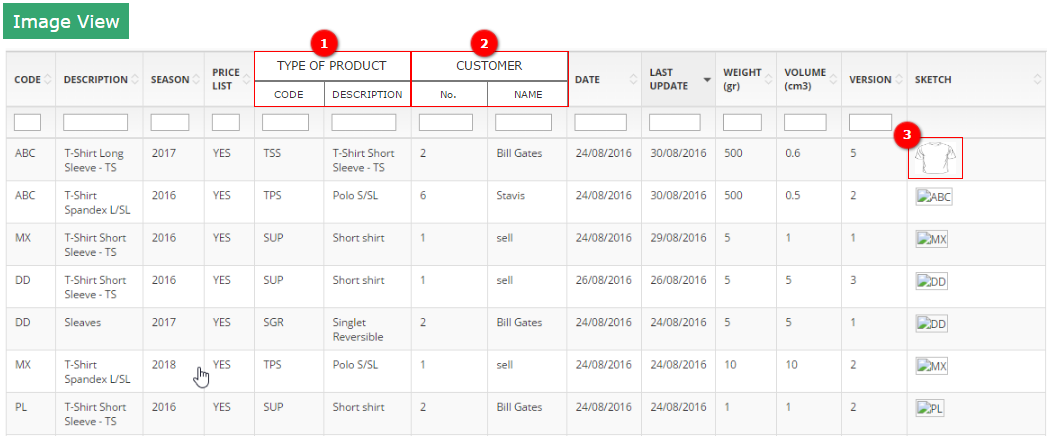 Image View
1 2
TYPE OF PRODUCT CUSTOMER
CODE DESCRIPTION SEASON PRICE LIST CODE DESCRIPTION No. NAME DATE LAST UPDATE WEIGHT (gr) VOLUME (cm3) VERSION SKETCH
3
ABC T-Shirt Long 2017 YES TSS T-Shirt Short 2 Bill Gates 24/08/2016 30/08/2016 500 0.6 5
Sleeve - TS Sleeve - TS
ABC T-Shirt 2016 YES TPS Polo S/SL 6 Stavis 24/08/2016 30/08/2016 500 0.5 2 ABC
Spandex L/SL
MX T-Shirt Short 2016 YES SUP Short shirt 1 sell 24/08/2016 29/08/2016 5 1 1 MX
Sleeve - TS
DD T-Shirt Short 2016 YES SUP Short shirt 1 sell 26/08/2016 26/08/2016 5 5 3 DD
Sleeve - TS
DD Sleaves 2017 YES SGR Singlet 2 Bill Gates 24/08/2016 24/08/2016 5 5 1 DD
Reversible
MX T-Shirt 2018 YES TPS Polo S/SL 1 sell 24/08/2016 24/08/2016 10 10 2 MX
Spandex L/SL
PL T-Shirt Short 2016 YES SUP Short shirt 2 Bill Gates 24/08/2016 24/08/2016 1 1 2 PL
Sleeve - TS